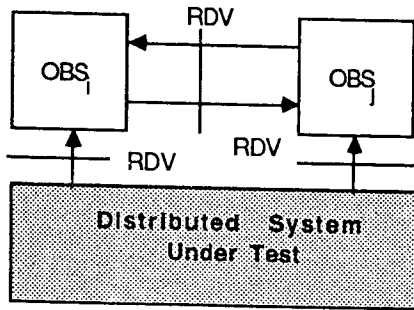 RDV
OBSi
OBSj
RDV
RDV
Distributed System
Under Test